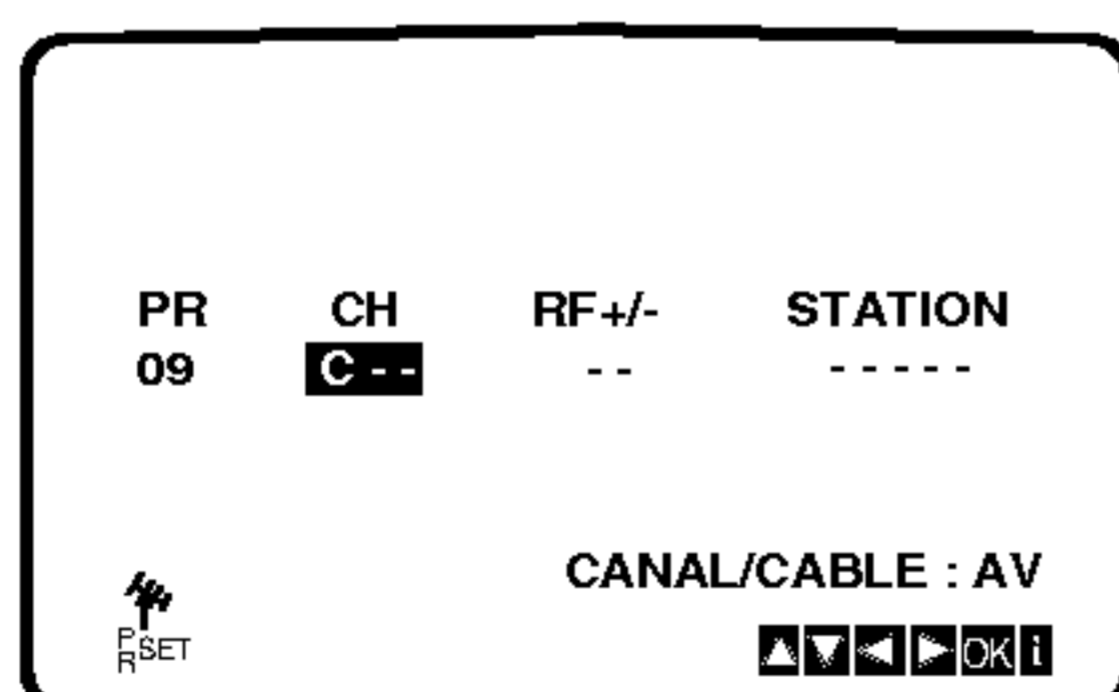 PR CH RF+/- STATION
09 C - - - - - - - - -
CANAL/CABLE : AV
PR SET
▲ ▼ ◀ ▶ OK i